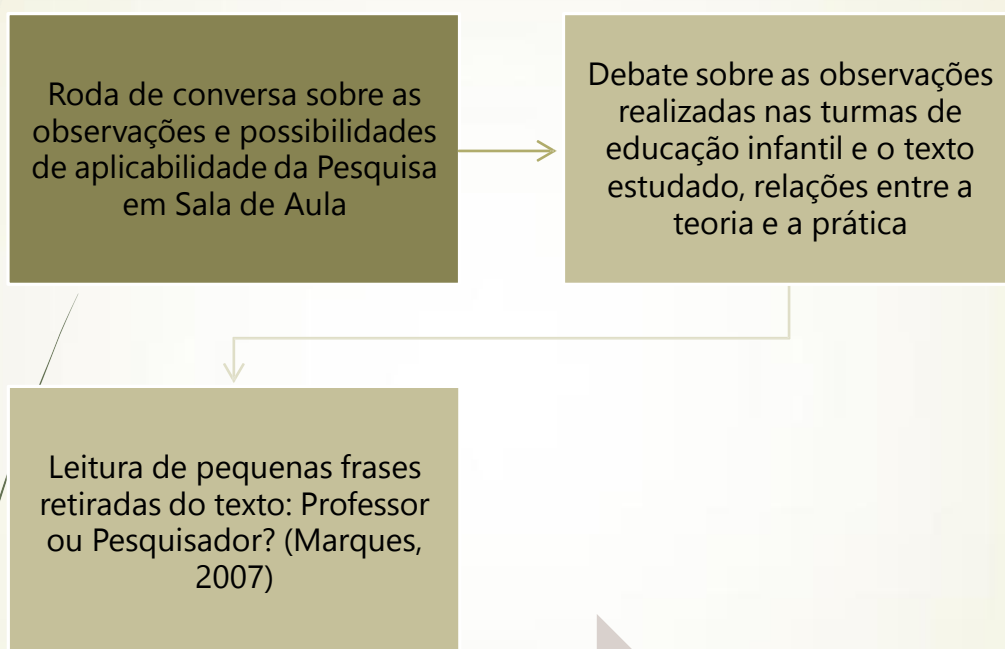 Roda de conversa sobre as
observações e possibilidades
de aplicabilidade da Pesquisa
em Sala de Aula
Debate sobre as observações
realizadas nas turmas de
educação infantil e o texto
estudado, relações entre a
teoria e a prática
Leitura de pequenas frases
retiradas do texto: Professor
ou Pesquisador? (Marques,
2007)